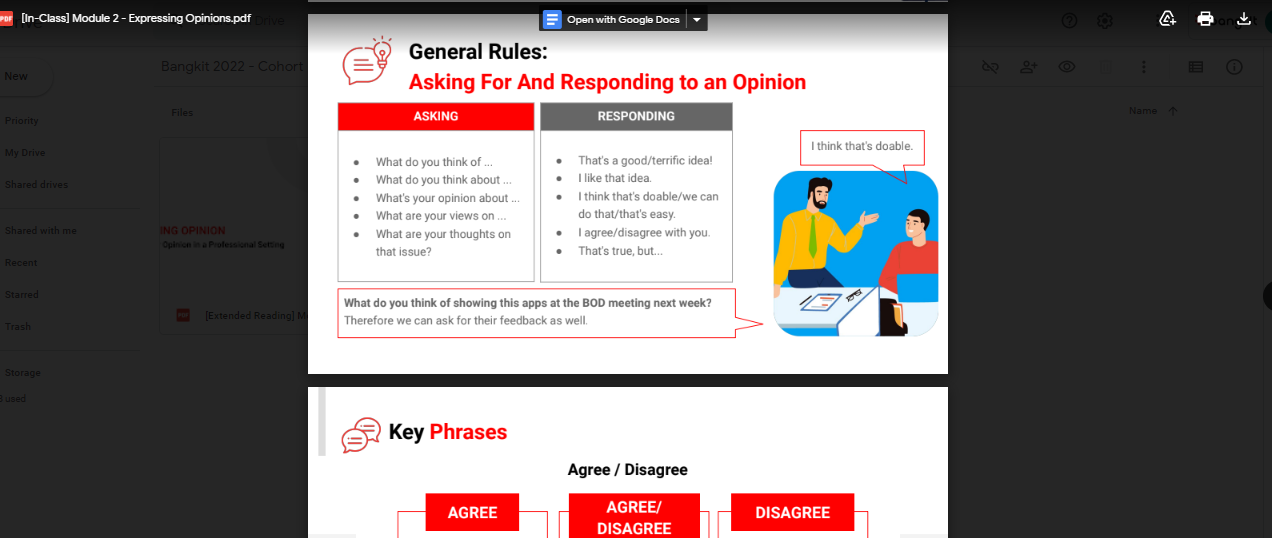 [In-Class] Module 2 - Expressing Opinions.pdf
Open with Google Docs
Drive
New
Bangkit 2022 - Cohort
Priority
My Drive
Shared drives
Shared with me
Recent
Starred
Trash
Storage
used
Files
Name
ING OPINION
Opinion in a Professional Setting
PDF
[Extended Reading] Mo
General Rules:
Asking For And Responding to an Opinion
ASKING
What do you think of ...
What do you think about ...
What's your opinion about ...
What are your views on ...
What are your thoughts on
that issue?
RESPONDING
That's a good/terrific idea!
I like that idea.
I think that's doable/we can
do that/that's easy.
I agree/disagree with you.
That's true, but...
I think that's doable.
What do you think of showing this apps at the BOD meeting next week?
Therefore we can ask for their feedback as well.
Key Phrases
Agree / Disagree
AGREE
AGREE/
DISAGREE
DISAGREE